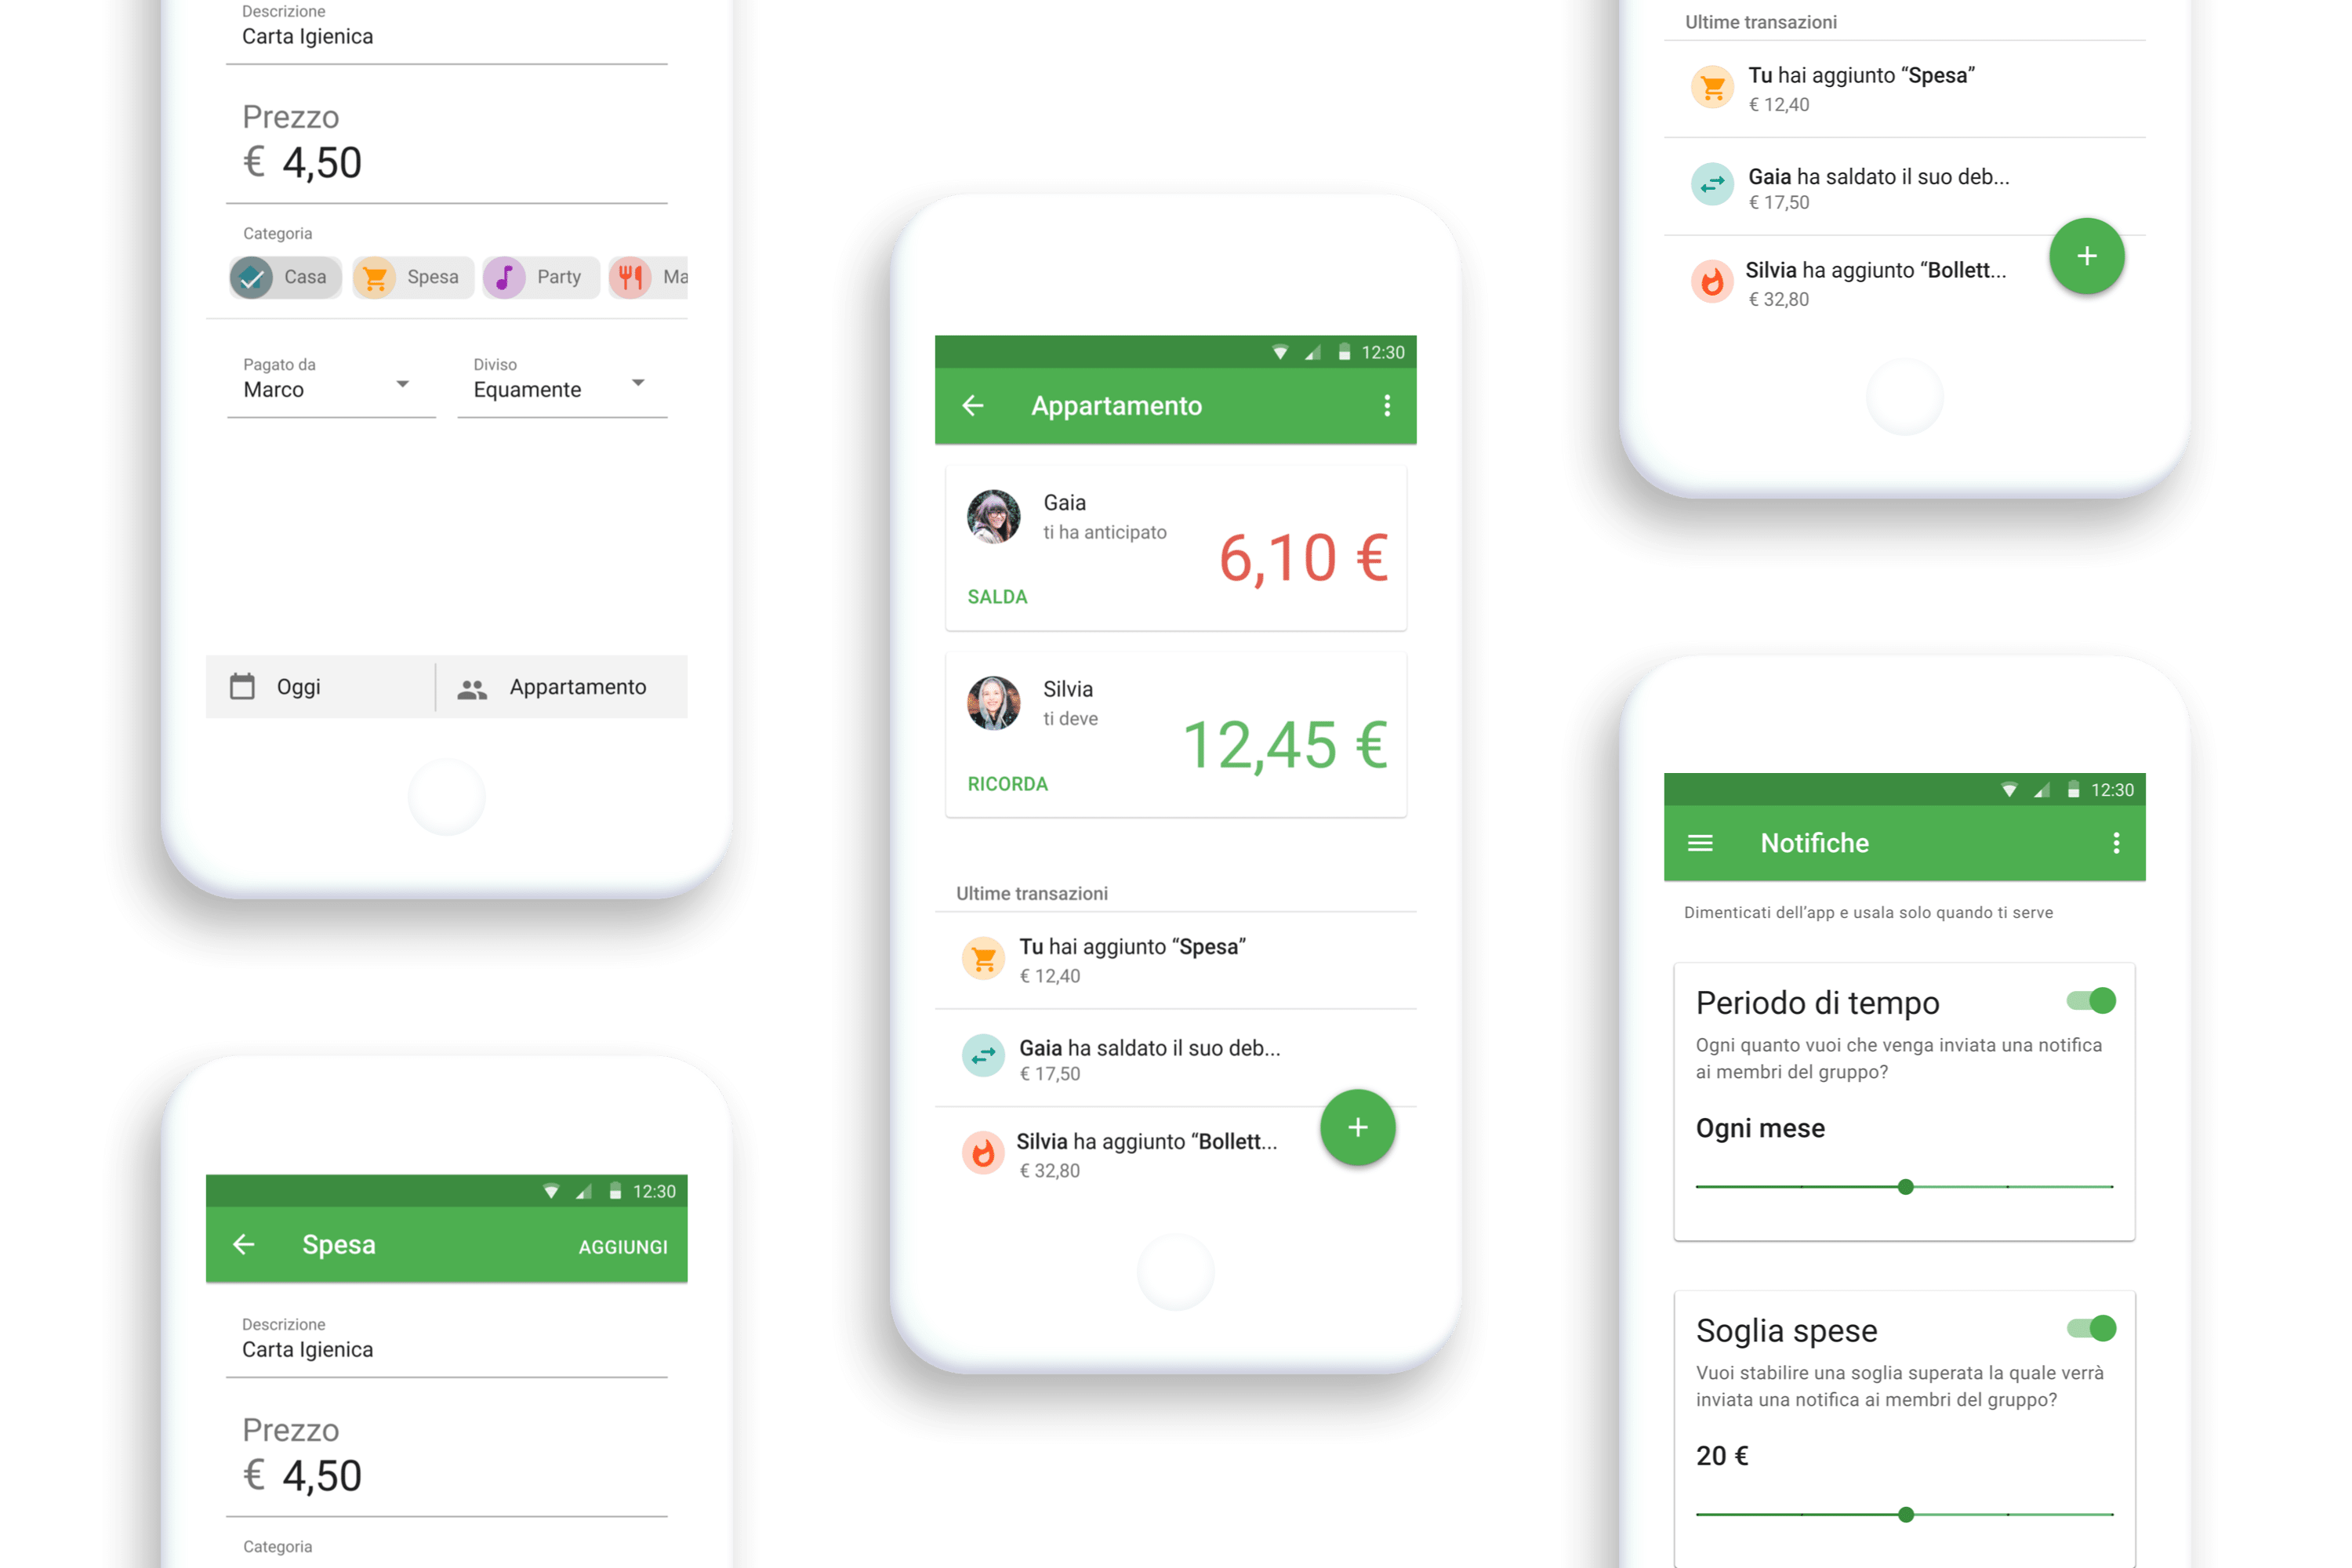 Descrizione
Carta Igienica
Prezzo
€ 4,50
Categoria
Casa
Spesa
Party
Ma
Pagato da
Marco
Diviso
Equamente
Oggi
Appartamento
12:30
Spesa
AGGIUNGI
Descrizione
Carta Igienica
Prezzo
€ 4,50
Categoria
12:30
Appartamento
Gaia
ti ha anticipato
6,10 €
SALDA
Silvia
ti deve
12,45 €
RICORDA
Ultime transazioni
Tu hai aggiunto “Spesa”
€ 12,40
Gaia ha saldato il suo deb...
€ 17,50
Silvia ha aggiunto “Bollett...
€ 32,80
+
Ultime transazioni
Tu hai aggiunto “Spesa”
€ 12,40
Gaia ha saldato il suo deb...
€ 17,50
Silvia ha aggiunto “Bollett...
€ 32,80
+
12:30
Notifiche
Dimenticati dell’app e usala solo quando ti serve
Periodo di tempo
Ogni quanto vuoi che venga inviata una notifica
ai membri del gruppo?
Ogni mese
Soglia spese
Vuoi stabilire una soglia superata la quale verrà
inviata una notifica ai membri del gruppo?
20 €